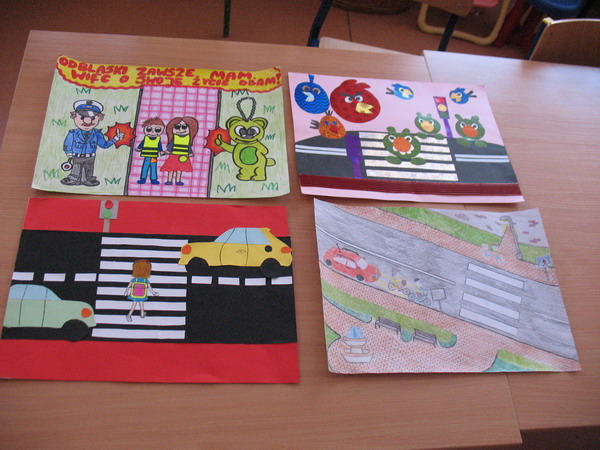 ODBLASKI ZAWSZE MAM,
WIĘC O SWOJE ŻYCIE DBAM!